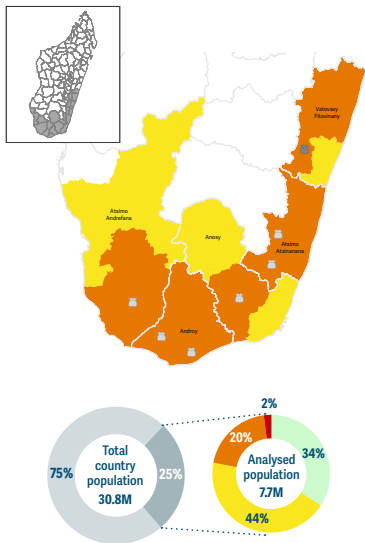 Vatovavy
Fitovinany
Atsimo
Andrefana
Anosy
Atsimo
Atsinanana
Androy
2%
75%
Total
country
population
30.8M
25%
20%
34%
Analysed
population
7.7M
44%